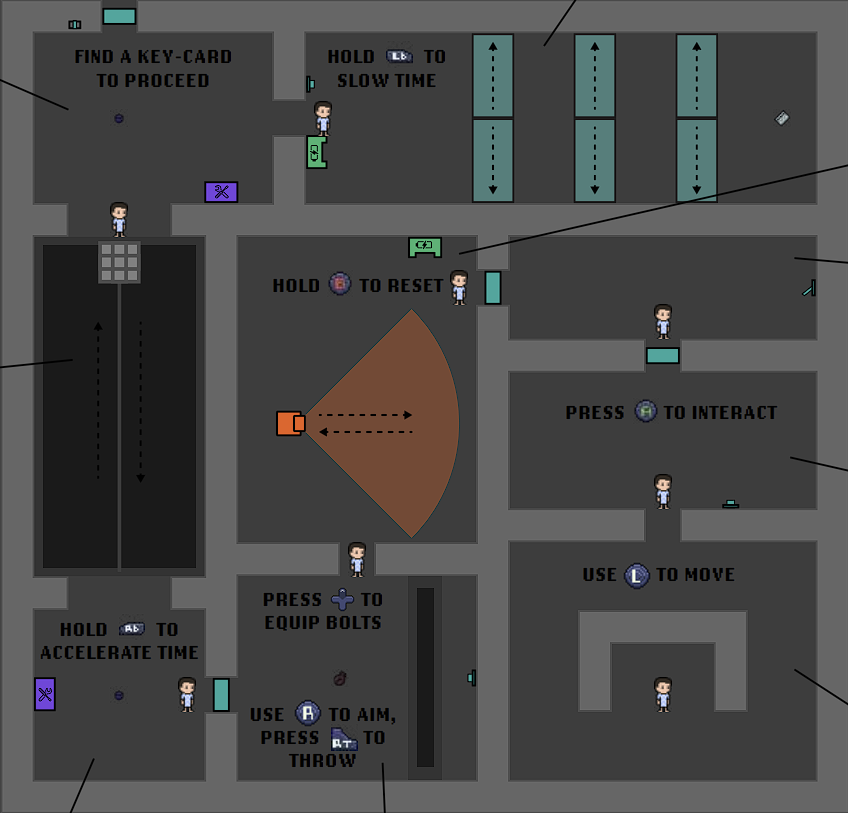 FIND A KEY-CARD
TO PROCEED
HOLD Lb TO
SLOW TIME
HOLD B TO RESET
PRESS A TO INTERACT
USE L TO MOVE
PRESS TO
EQUIP BOLTS
HOLD Rb TO
ACCELERATE TIME
USE R TO AIM,
PRESS RT TO
THROW